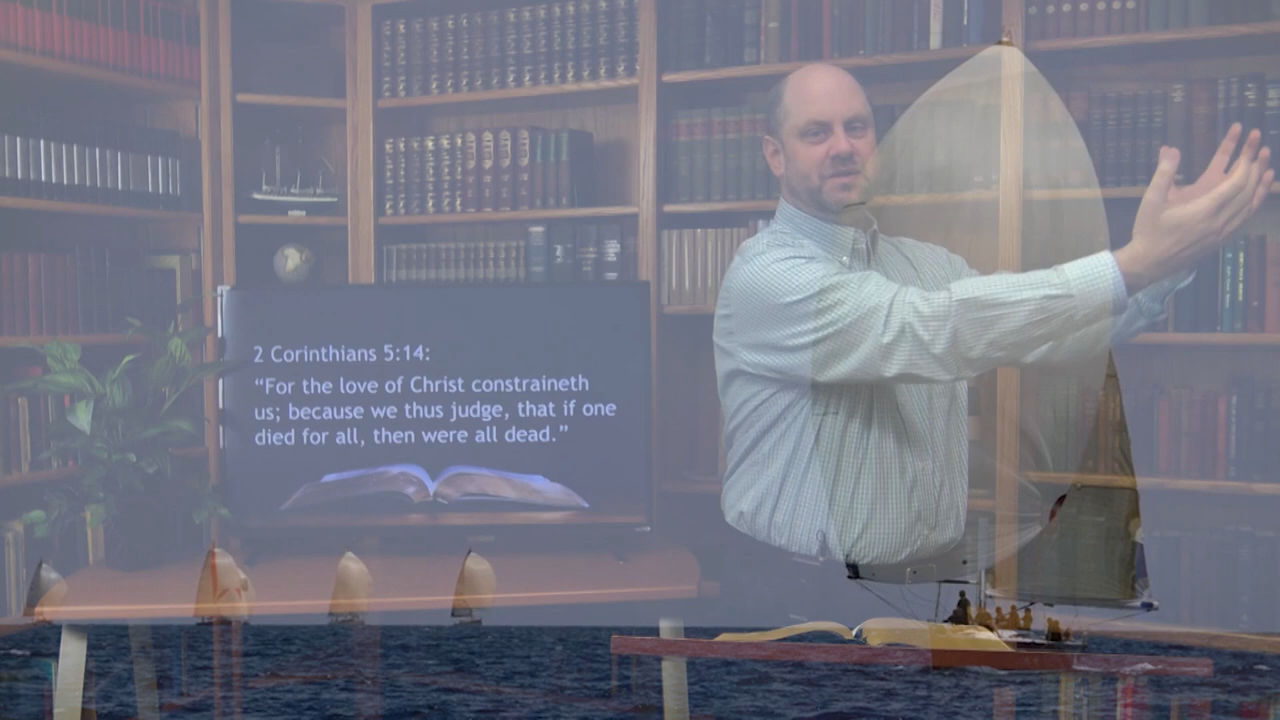 2 Corinthians 5:14:
“For the love of Christ constraineth
us; because we thus judge, that if one
died for all, then were all dead.”